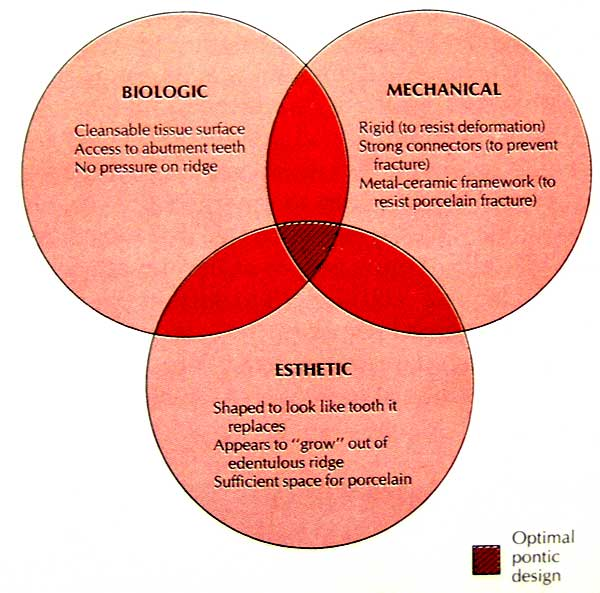 BIOLOGIC
Cleansable tissue surface
Access to abutment teeth
No pressure on ridge
MECHANICAL
Rigid (to resist deformation)
Strong connectors (to prevent
fracture)
Metal-ceramic framework (to
resist porcelain fracture)
ESTHETIC
Shaped to look like tooth it
replaces
Appears to “grow” out of
edentulous ridge
Sufficient space for porcelain
Optimal
pontic
design